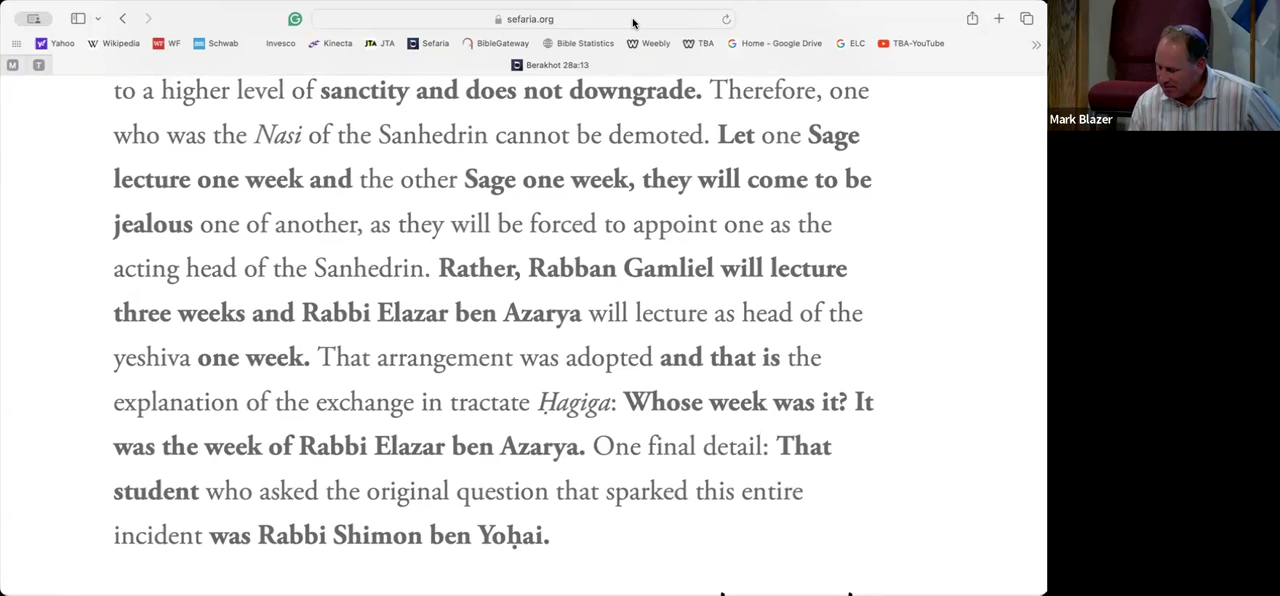 sefaria.org
Yahoo Wikipedia WF Schwab Invesco Kinecta JTA Sefaria BibleGateway Bible Statistics Weebly TBA Home - Google Drive ELC TBA-YouTube
M T Berakhot 28a:13
to a higher level of sanctity and does not downgrade. Therefore, one
who was the Nasi of the Sanhedrin cannot be demoted. Let one Sage
lecture one week and the other Sage one week, they will come to be
jealous one of another, as they will be forced to appoint one as the
acting head of the Sanhedrin. Rather, Rabban Gamliel will lecture
three weeks and Rabbi Elazar ben Azarya will lecture as head of the
yeshiva one week. That arrangement was adopted and that is the
explanation of the exchange in tractate Ḥagiga: Whose week was it? It
was the week of Rabbi Elazar ben Azarya. One final detail: That
student who asked the original question that sparked this entire
incident was Rabbi Shimon ben Yoḥai.
Mark Blazer